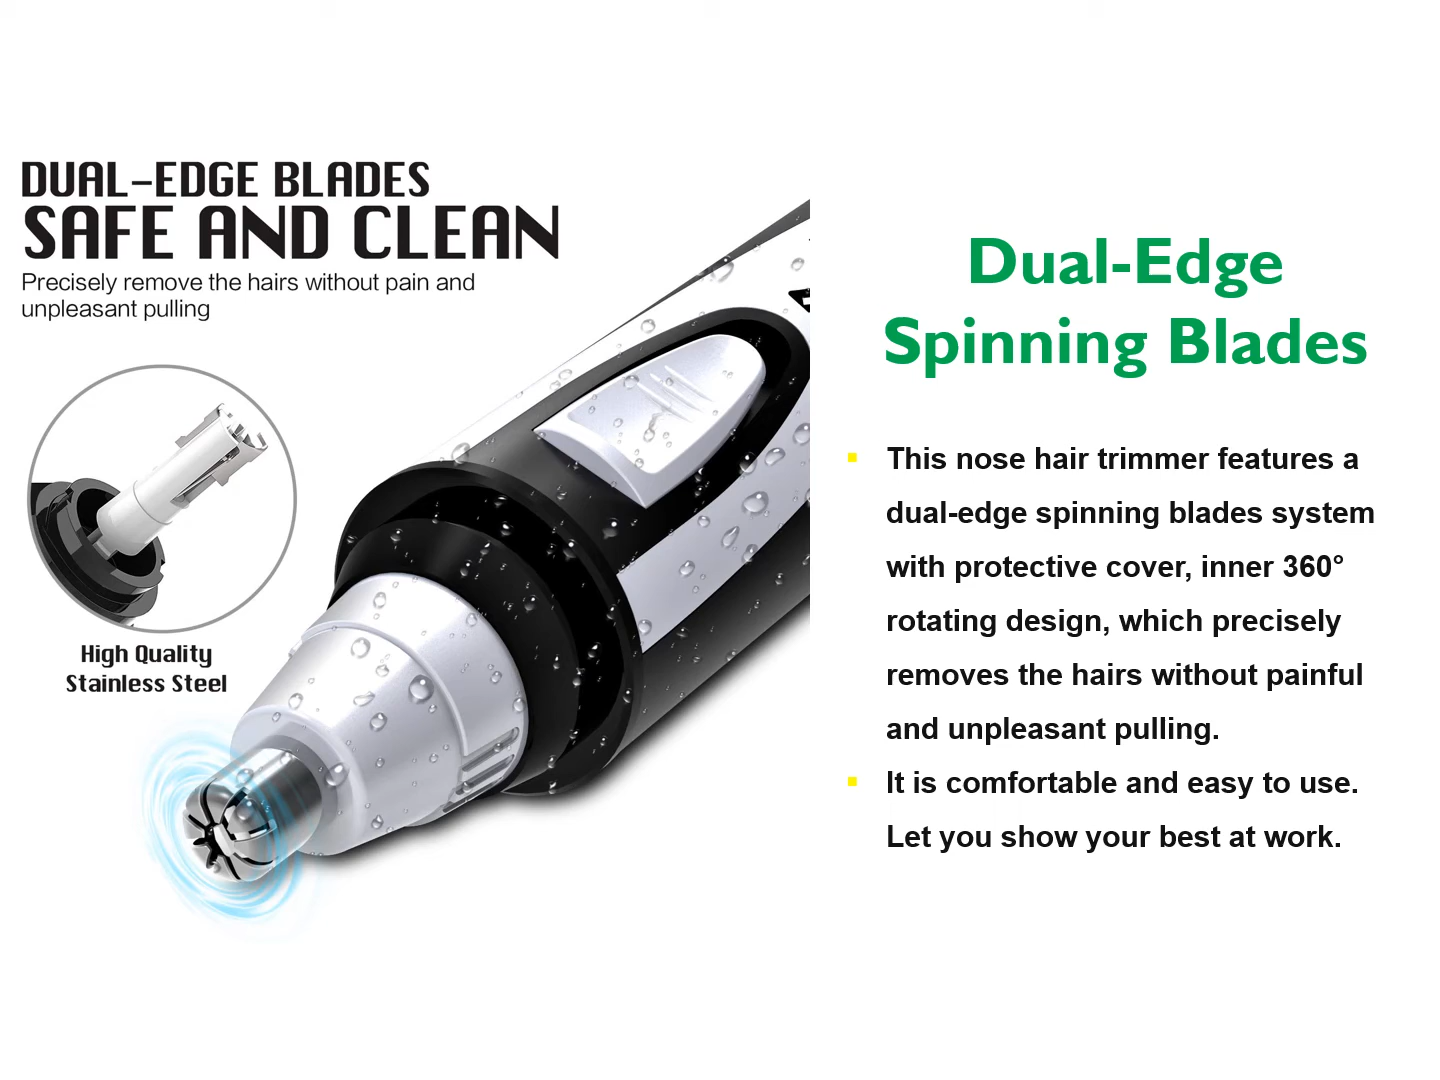 DUAL-EDGE BLADES
SAFE AND CLEAN
Precisely remove the hairs without pain and
unpleasant pulling
High Quality
Stainless Steel
Dual-Edge
Spinning Blades
This nose hair trimmer features a
dual-edge spinning blades system
with protective cover, inner 360°
rotating design, which precisely
removes the hairs without painful
and unpleasant pulling.
It is comfortable and easy to use.
Let you show your best at work.